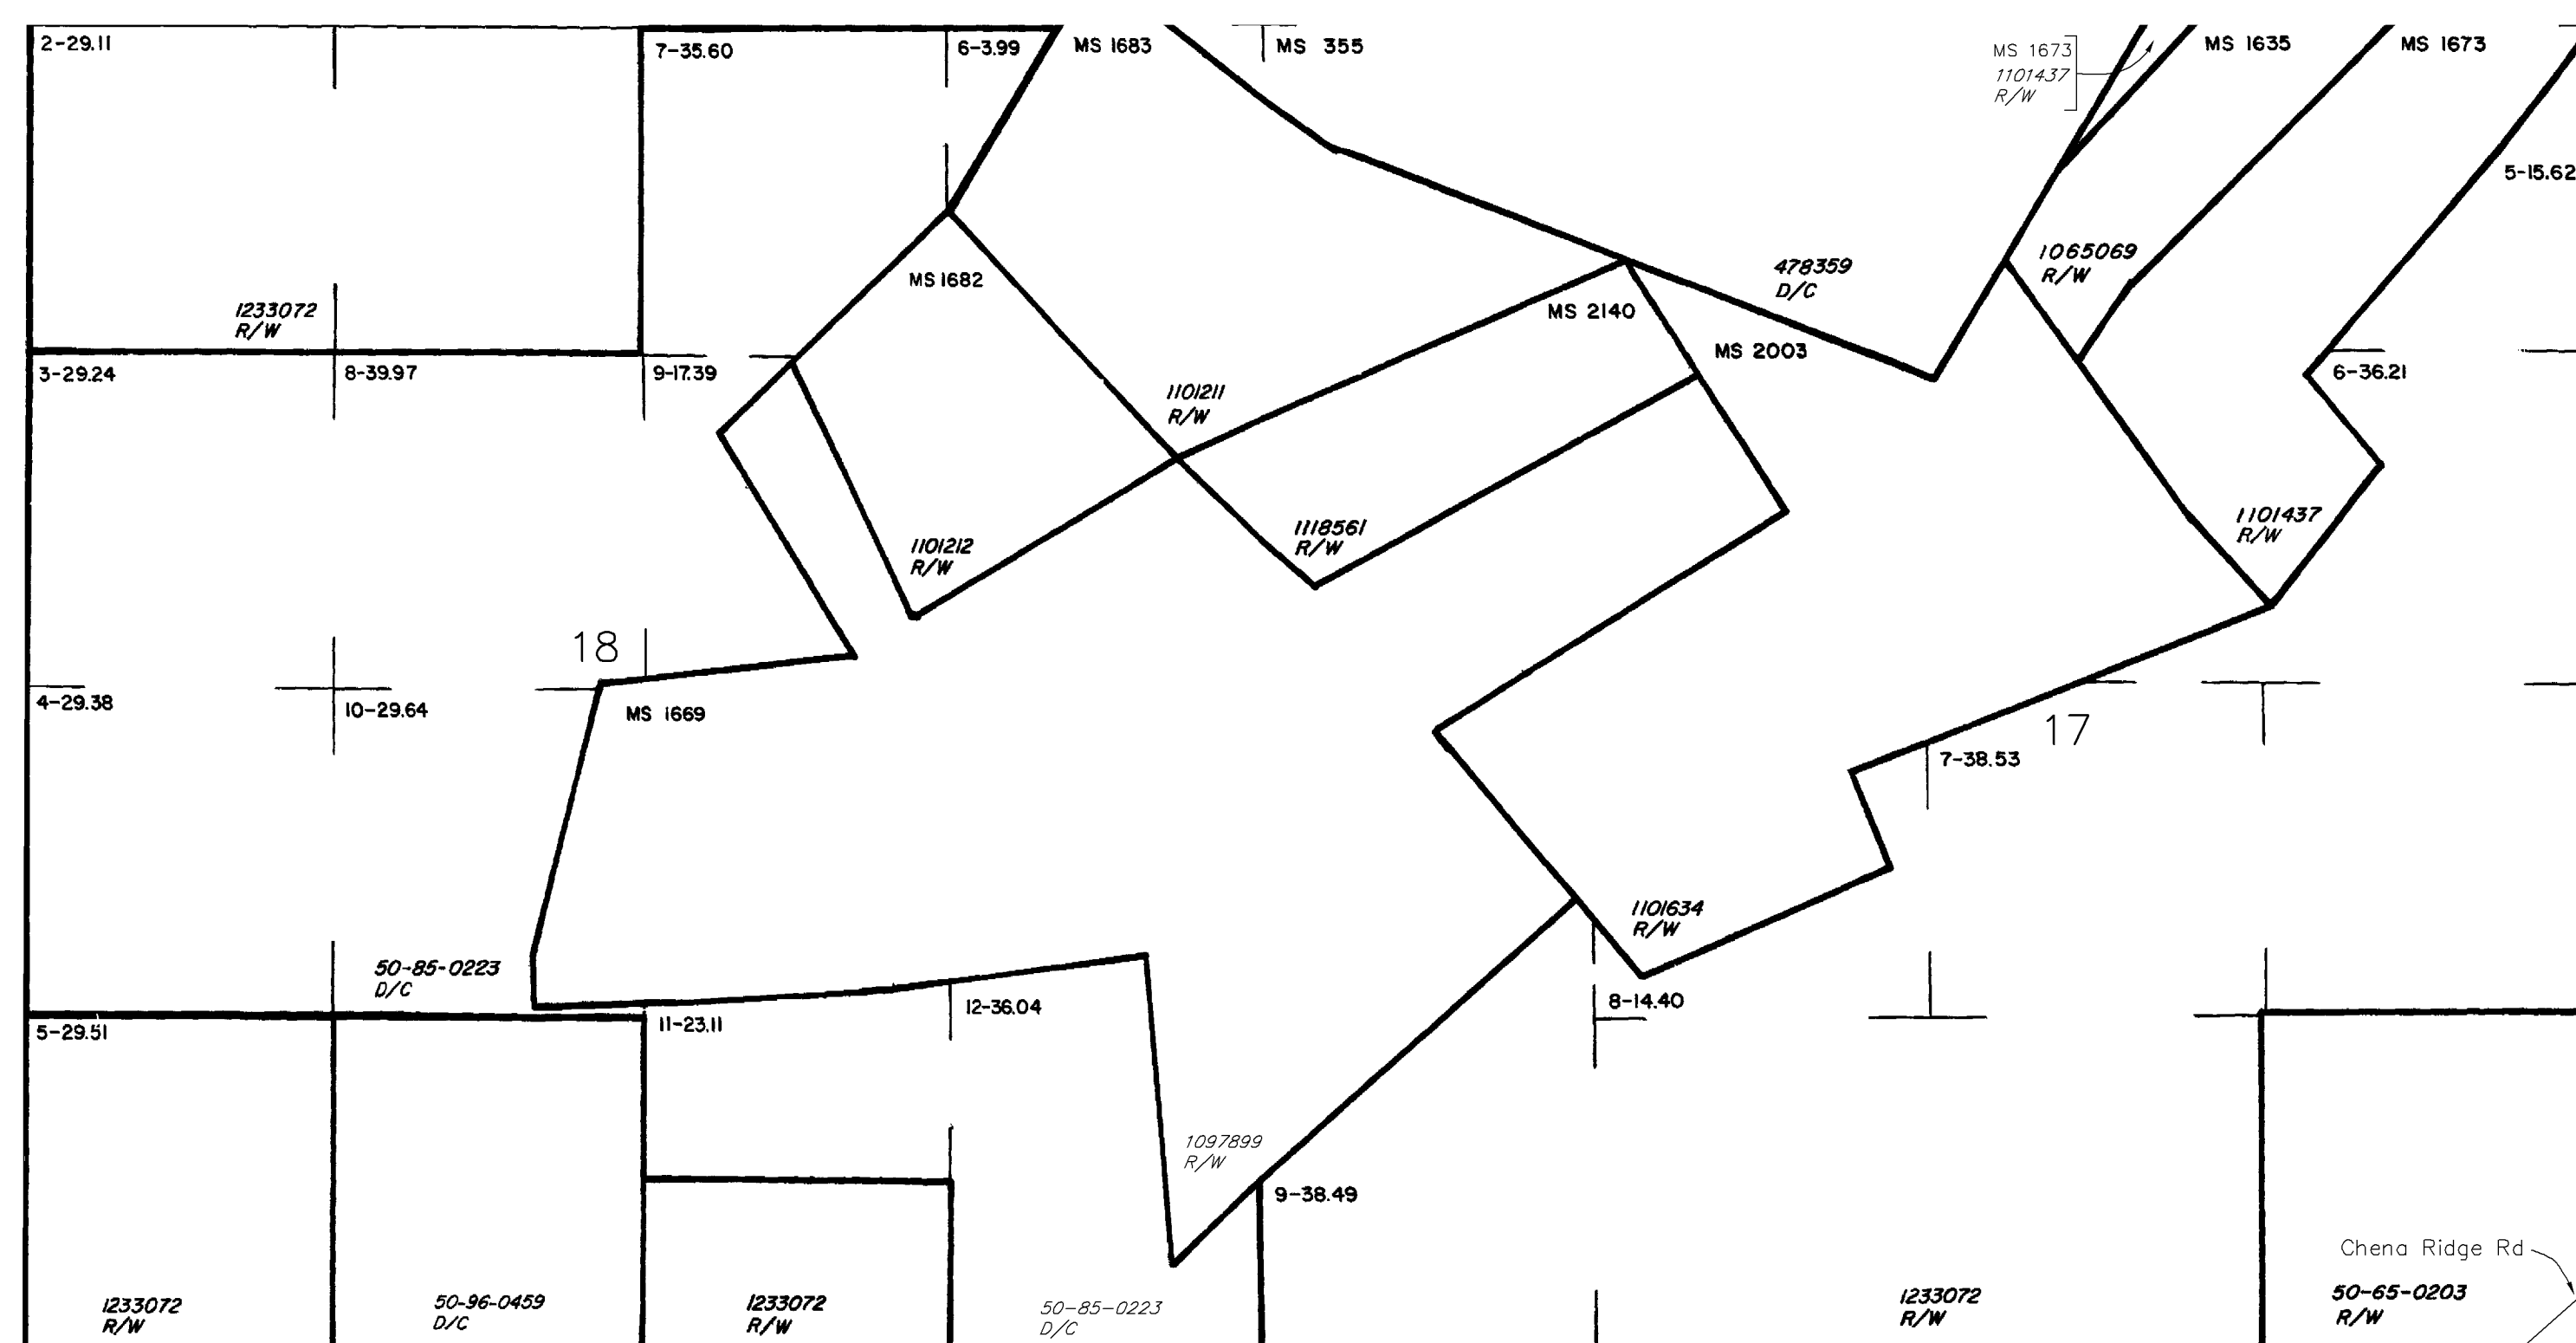 2-29.11
7-35.60
6-3.99
MS 1683
MS 355
MS 1673
1101437
R/W
MS 1635
MS 1673
5-15.62
1065069
R/W
478359
D/C
MS 1682
1233072
R/W
MS 2140
MS 2003
3-29.24
8-39.97
9-17.39
6-36.21
1101211
R/W
1101437
R/W
1118561
R/W
1101212
R/W
18
4-29.38
10-29.64
MS 1669
17
7-38.53
1101634
R/W
50-85-0223
D/C
8-14.40
12-36.04
5-29.51
11-23.11
1097899
R/W
9-38.49
Chena Ridge Rd
1233072
R/W
50-96-0459
D/C
1233072
R/W
50-85-0223
D/C
1233072
R/W
50-65-0203
R/W